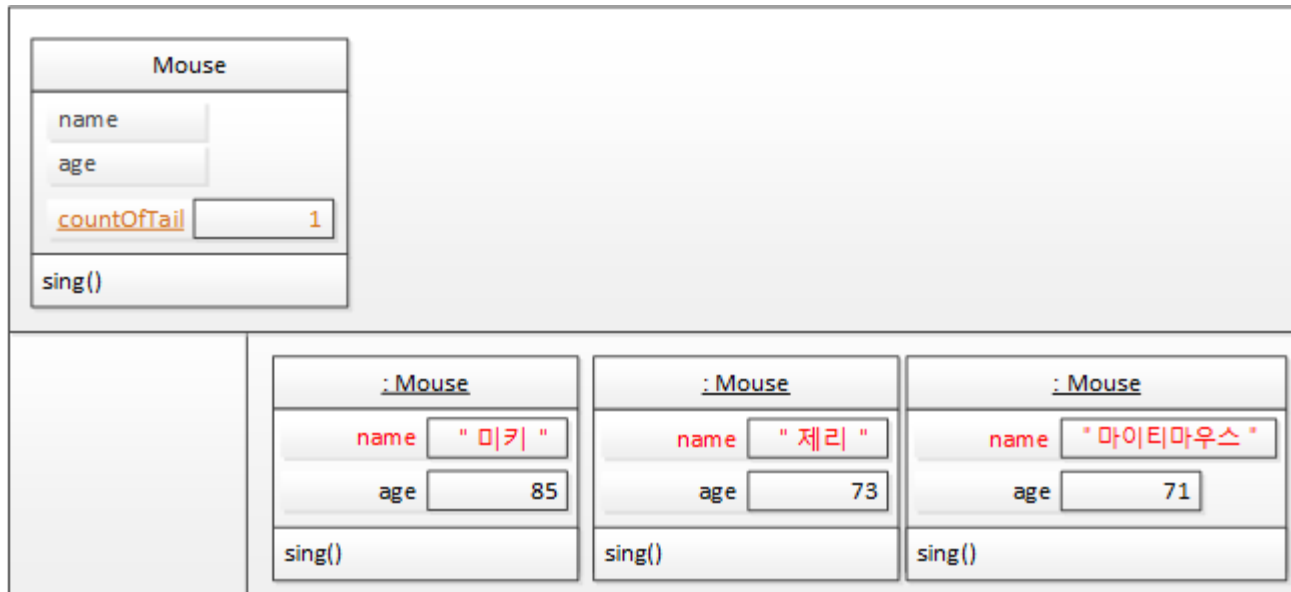 Mouse
name
age
countOfTail 1
sing()
: Mouse
name " 미키 "
age 85
sing()
: Mouse
name " 제리 "
age 73
sing()
: Mouse
name " 마이티마우스 "
age 71
sing()